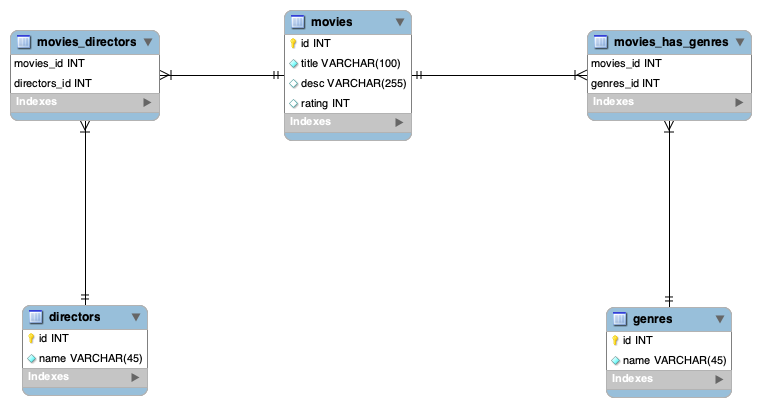 movies_directors
movies_id INT
directors_id INT
Indexes
movies
id INT
title VARCHAR(100)
desc VARCHAR(255)
rating INT
Indexes
movies_has_genres
movies_id INT
genres_id INT
Indexes
directors
id INT
name VARCHAR(45)
Indexes
genres
id INT
name VARCHAR(45)
Indexes